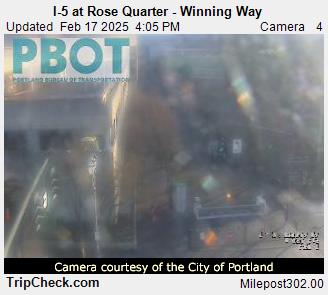 I-5 at Rose Quarter - Winning Way
Updated Feb 17 2025 4:05 PM Camera 4
PBOT
PORTLAND BUREAU OF TRANSPORTATION
Camera courtesy of the City of Portland
TripCheck.com Milepost302.00